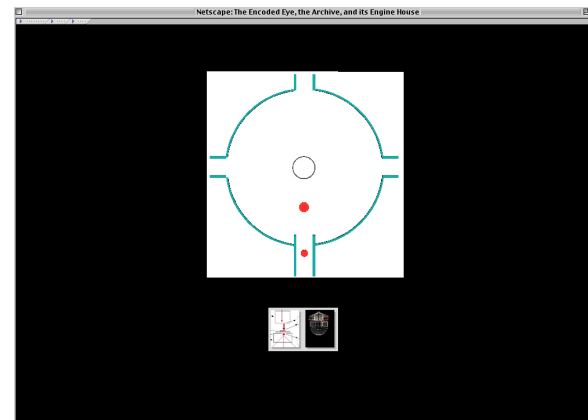 Netscape: The Encoded Eye, the Archive, and its Engine House